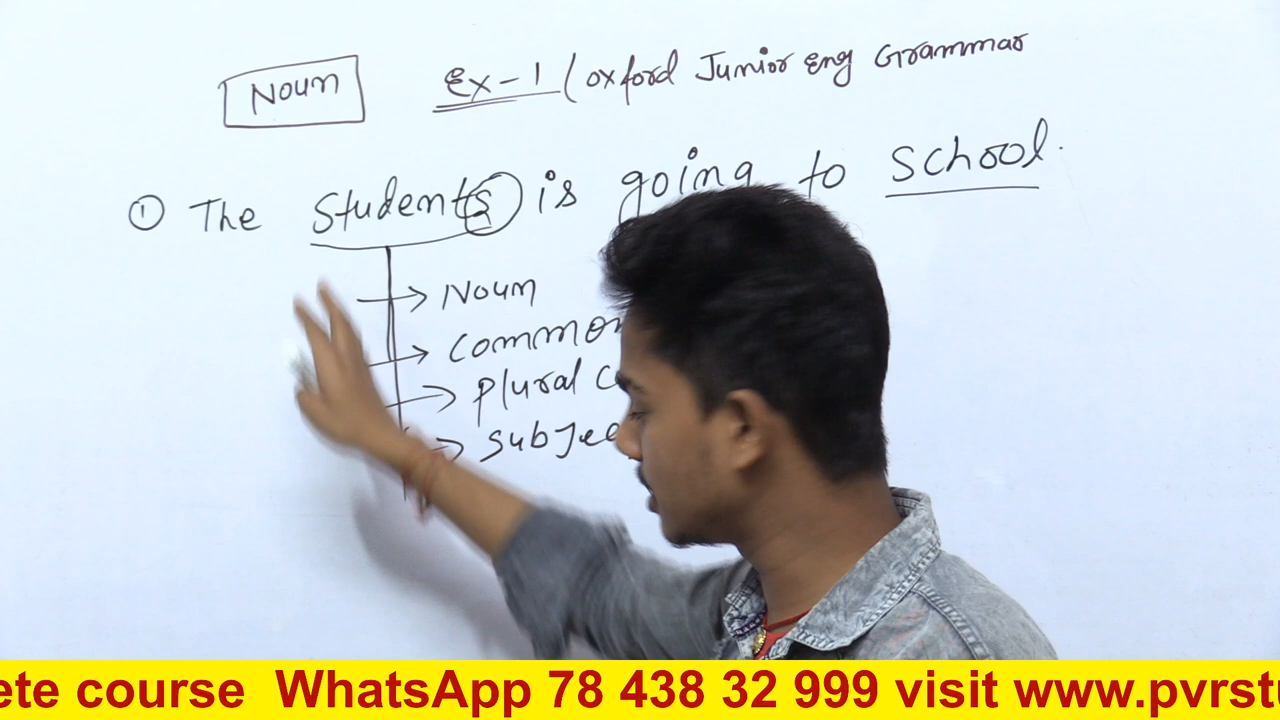 Noun Ex-1 (Oxford Junior Eng Grammar
① The Students is going to School.
Noun
Common
Plural
Subje
ete course WhatsApp 78 438 32 999 visit www.pvrst